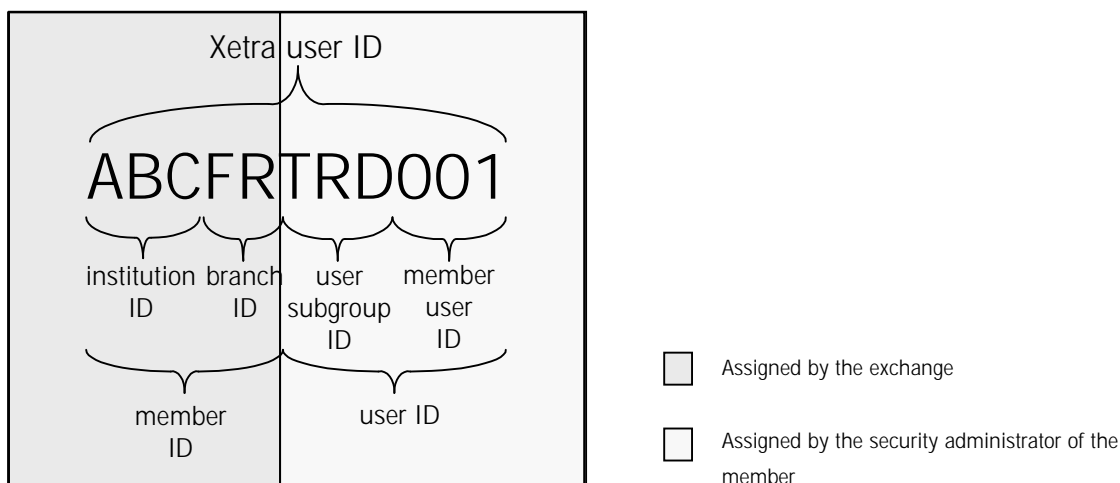 Xetra user ID
ABCFRTRD001
institution branch user member
ID ID subgroup user
ID ID
member user ID
ID
Assigned by the exchange
Assigned by the security administrator of the
member